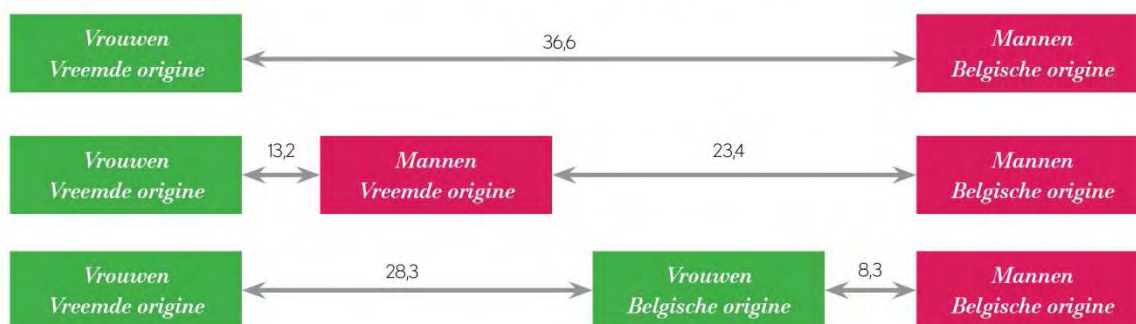 Vrouwen
Vreemde origine
36,6
Mannen
Belgische origine
Vrouwen
Vreemde origine
13,2
Mannen
Vreemde origine
23,4
Mannen
Belgische origine
Vrouwen
Vreemde origine
28,3
Vrouwen
Belgische origine
8,3
Mannen
Belgische origine